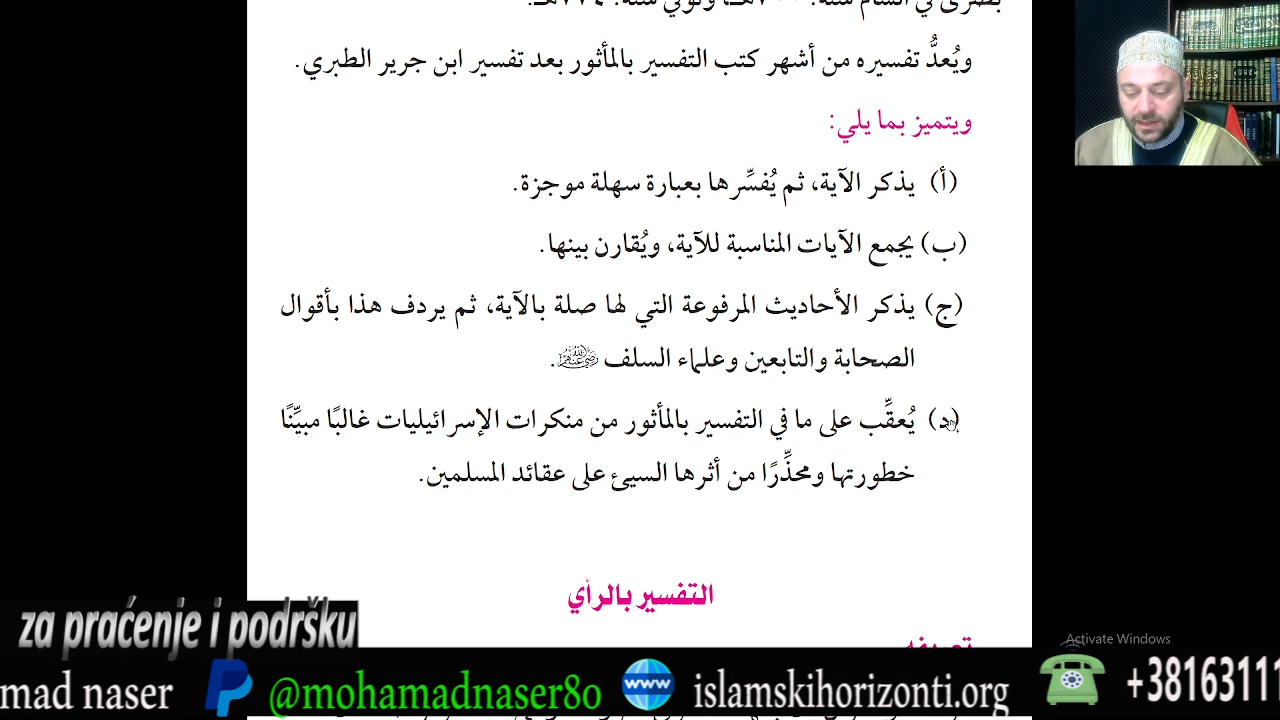 ويُعدُّ تفسيره من أشهر كتب التفسير بالمأثور بعد تفسير ابن جرير الطبري.
ويتميز بما يلي:
(أ) يذكر الآية، ثم يُفسِّرها بعبارة سهلة موجزة.
(ب) يجمع الآيات المناسبة للآية، ويُقارن بينها.
(ج) يذكر الأحاديث المرفوعة التي لها صلة بالآية، ثم يردف هذا بأقوال
الصحابة والتابعين وعلماء السلف رضي الله عنهم.
(د) يُعقِّب على ما في التفسير بالمأثور من منكرات الإسرائيليات غالبًا مبيِّنًا
خطورتها ومحذِّرًا من أثرها السيئ على عقائد المسلمين.
التفسير بالرأي
za praćenje i podršku
Activate Windows
mad naser @mohamadnaser80 www islamskihorizonti.org +38163111